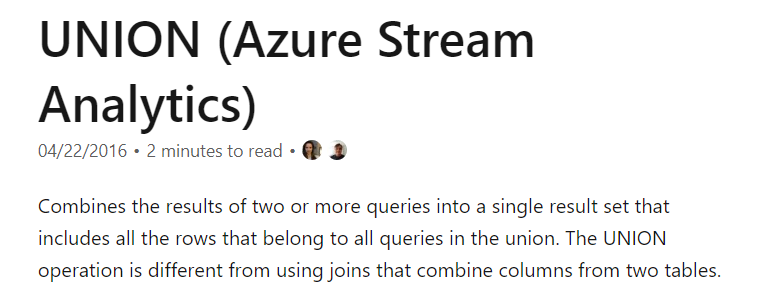 UNION (Azure Stream
Analytics)
04/22/2016 • 2 minutes to read •
Combines the results of two or more queries into a single result set that
includes all the rows that belong to all queries in the union. The UNION
operation is different from using joins that combine columns from two tables.